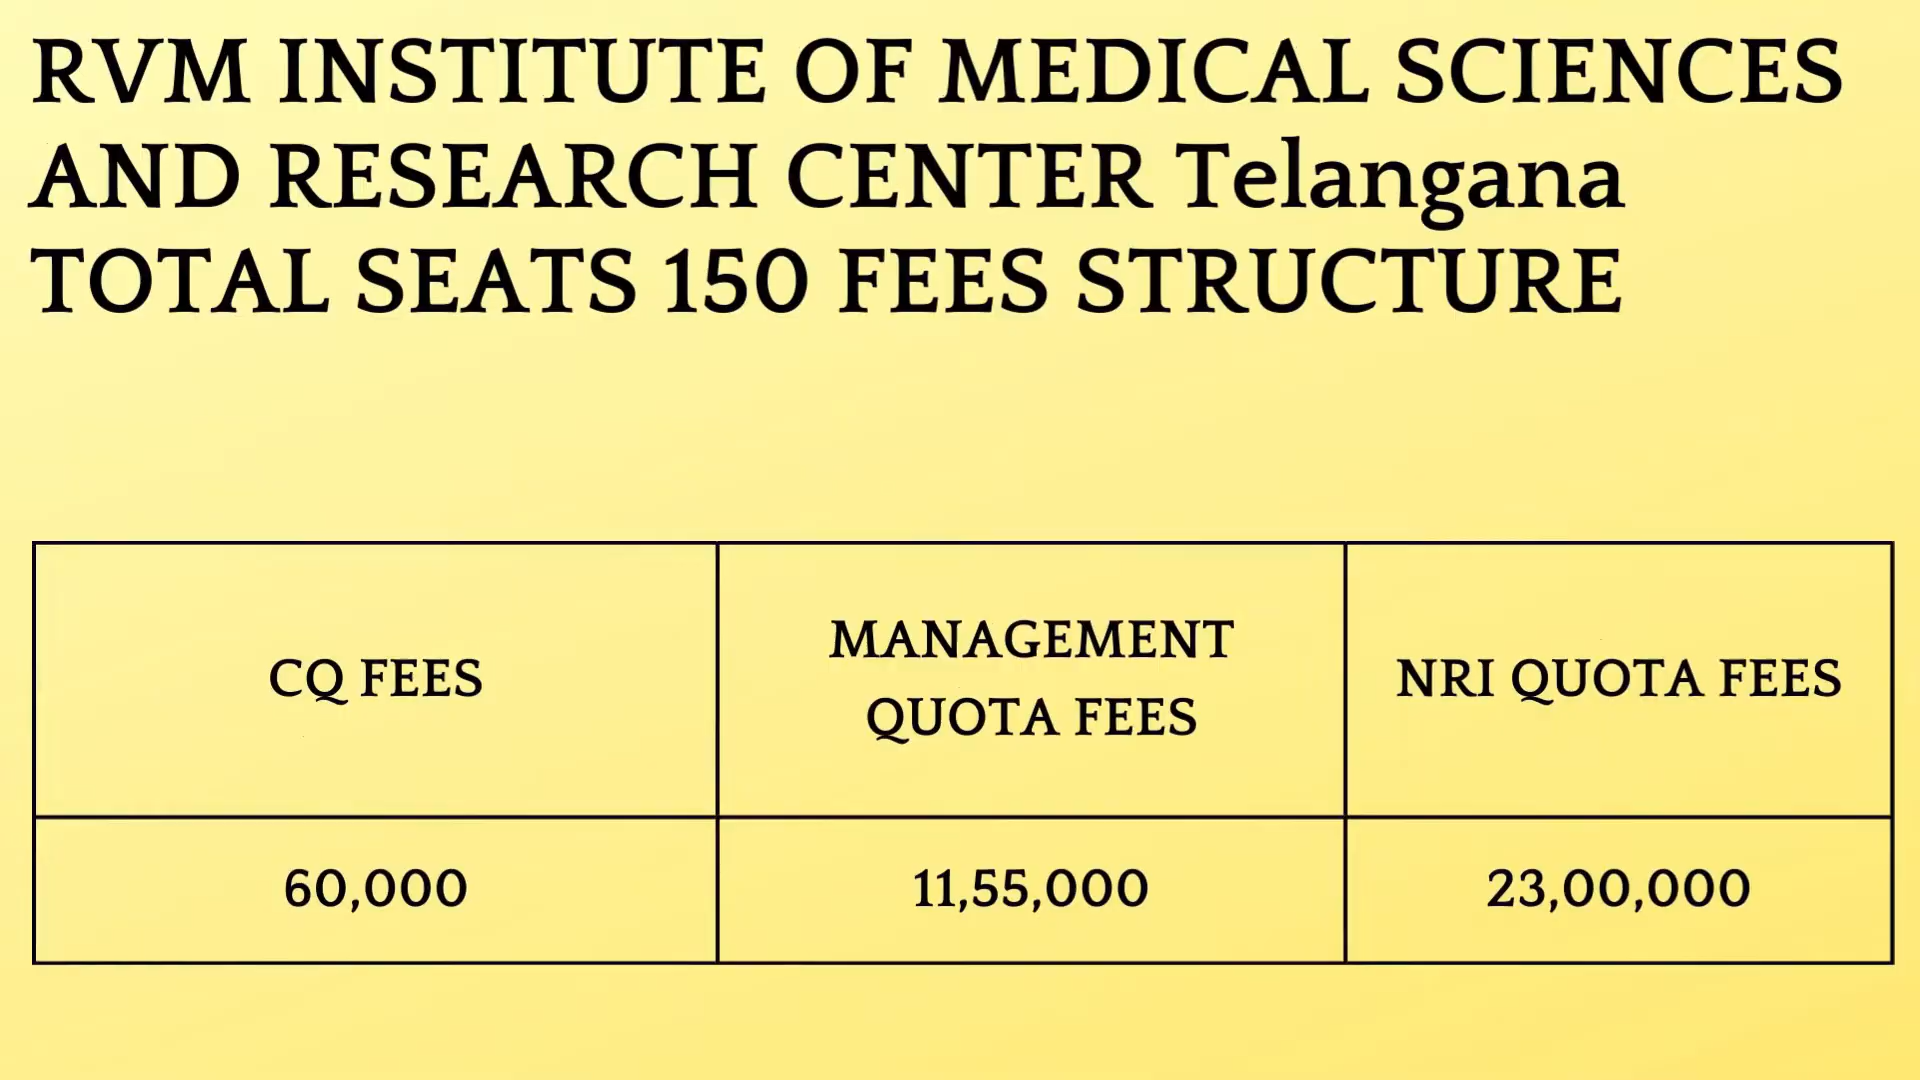 RVM INSTITUTE OF MEDICAL SCIENCES
AND RESEARCH CENTER Telangana
TOTAL SEATS 150 FEES STRUCTURE
CQ FEES
MANAGEMENT
QUOTA FEES
NRI QUOTA FEES
60,000
11,55,000
23,00,000